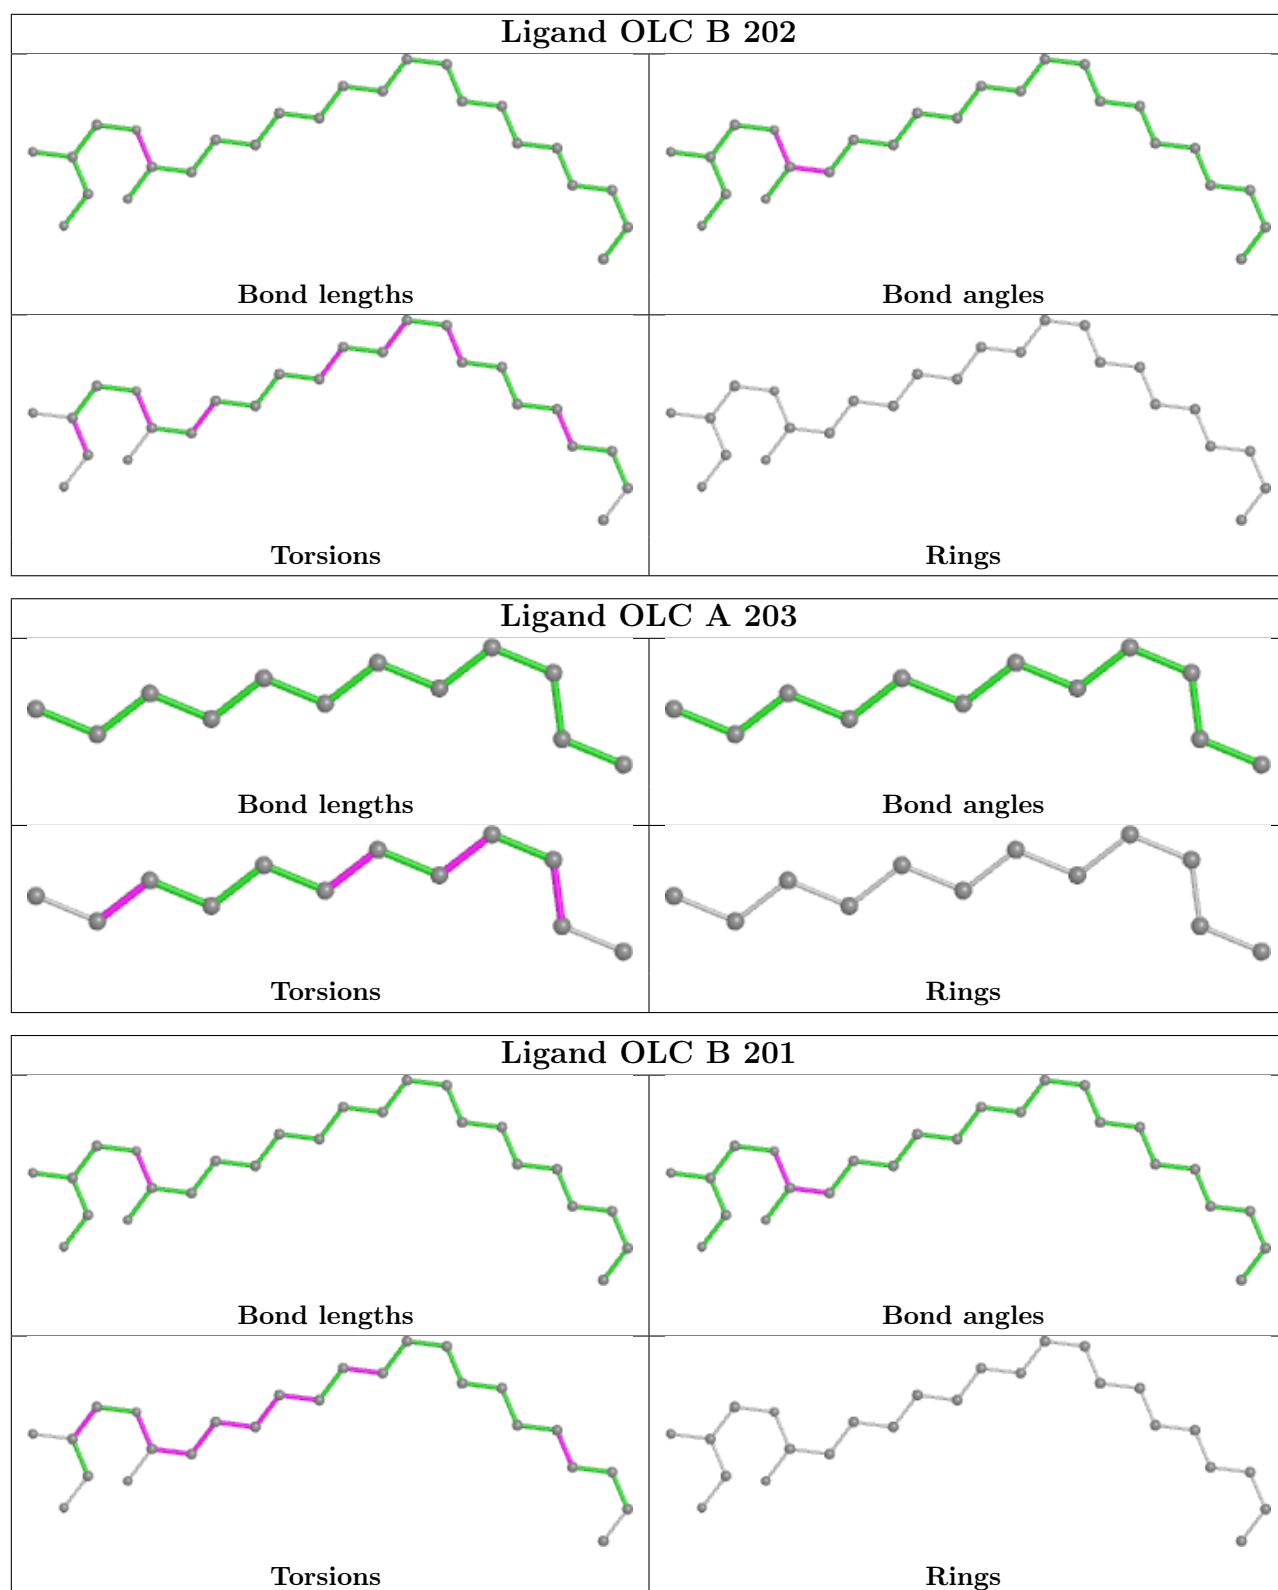 Ligand OLC B 202
Bond lengths
Bond angles
Torsions
Rings
Ligand OLC A 203
Bond lengths
Bond angles
Torsions
Rings
Ligand OLC B 201
Bond lengths
Bond angles
Torsions
Rings